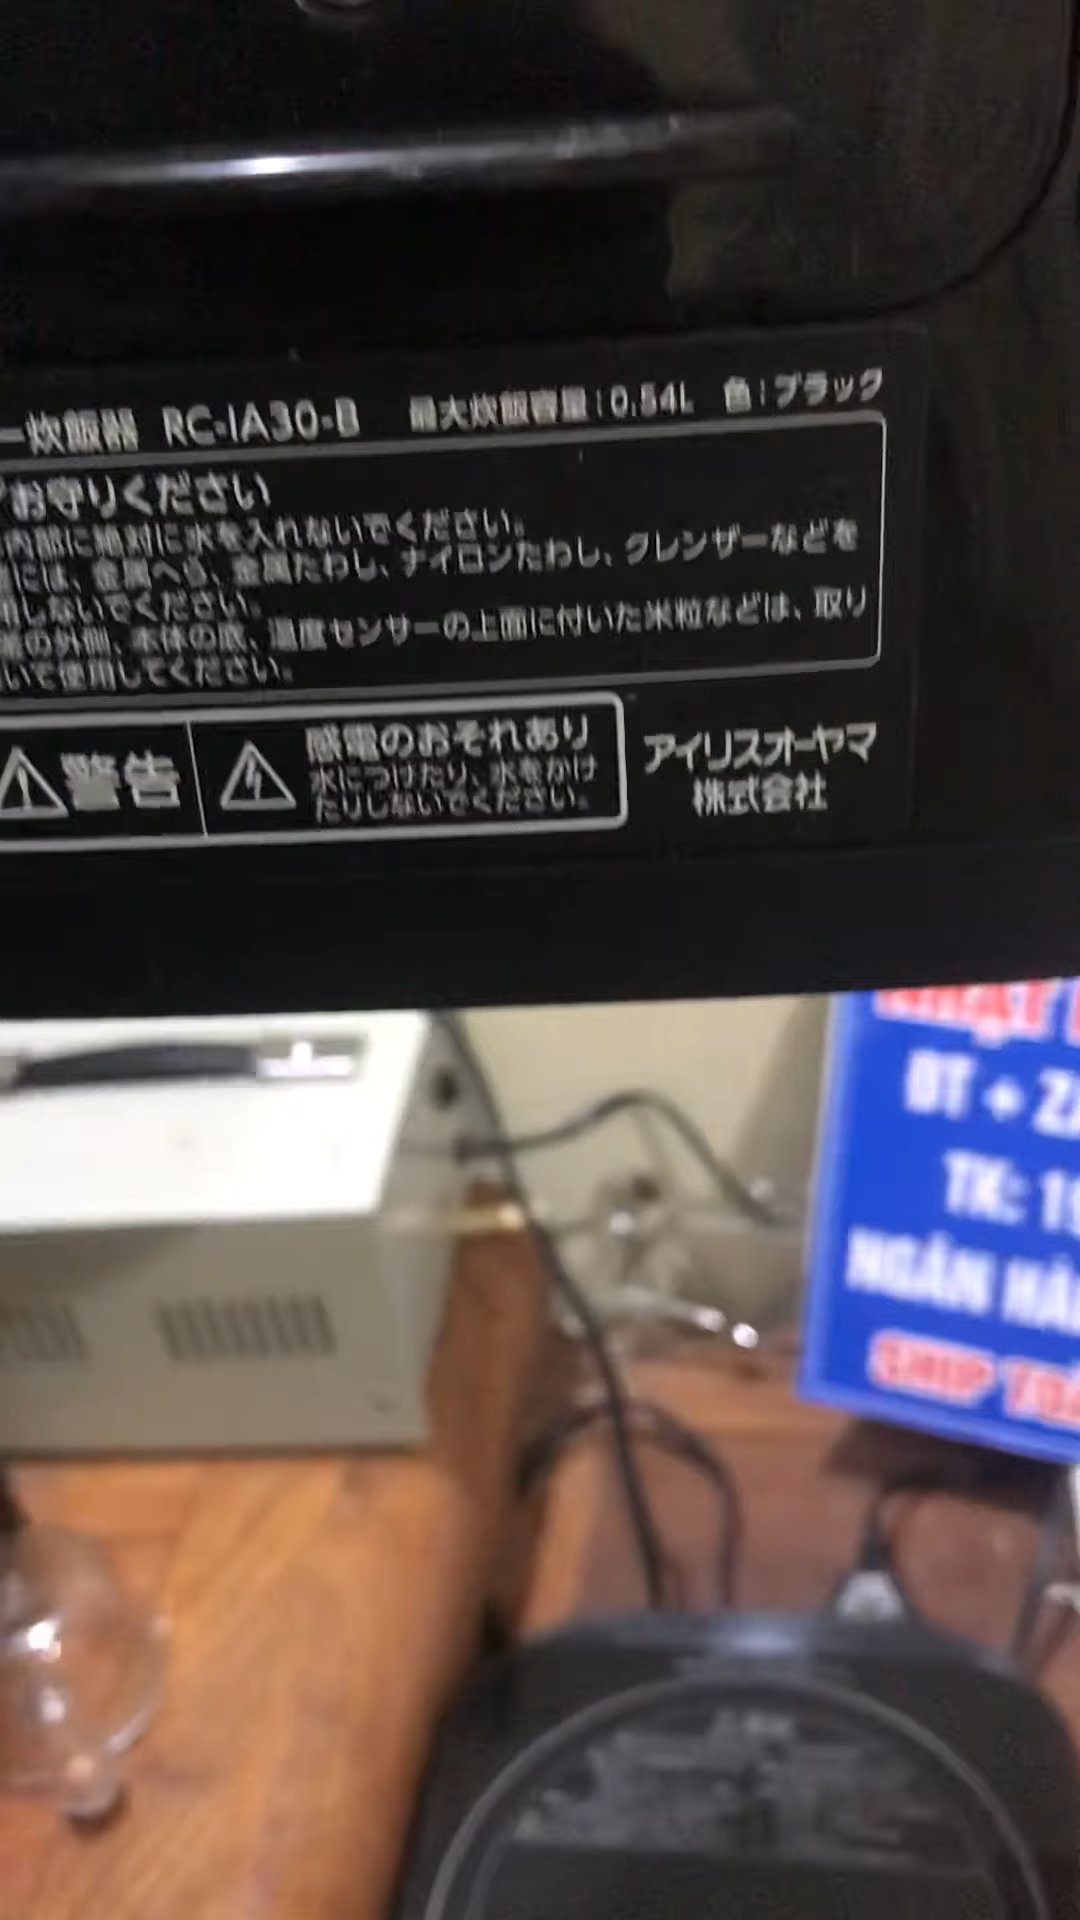 ー炊飯器 RC-IA30-B 最大炊飯容量:0.54L 色:ブラック
お守りください
内部に絶対に水を入れないでください。
には、金属へら、金属たわし、ナイロンたわし、クレンザーなどを
用しないでください。
の外側、本体の底、温度センサーの上面に付いた米粒などは、取り
いて使用してください。
警告
感電のおそれあり
水につけたり、水をかけ
たりしないでください。
アイリスオーヤマ
株式会社
NHẬT
ĐT + ZA
TK: 19
NGÂN HÀ
SHIP TOÀ